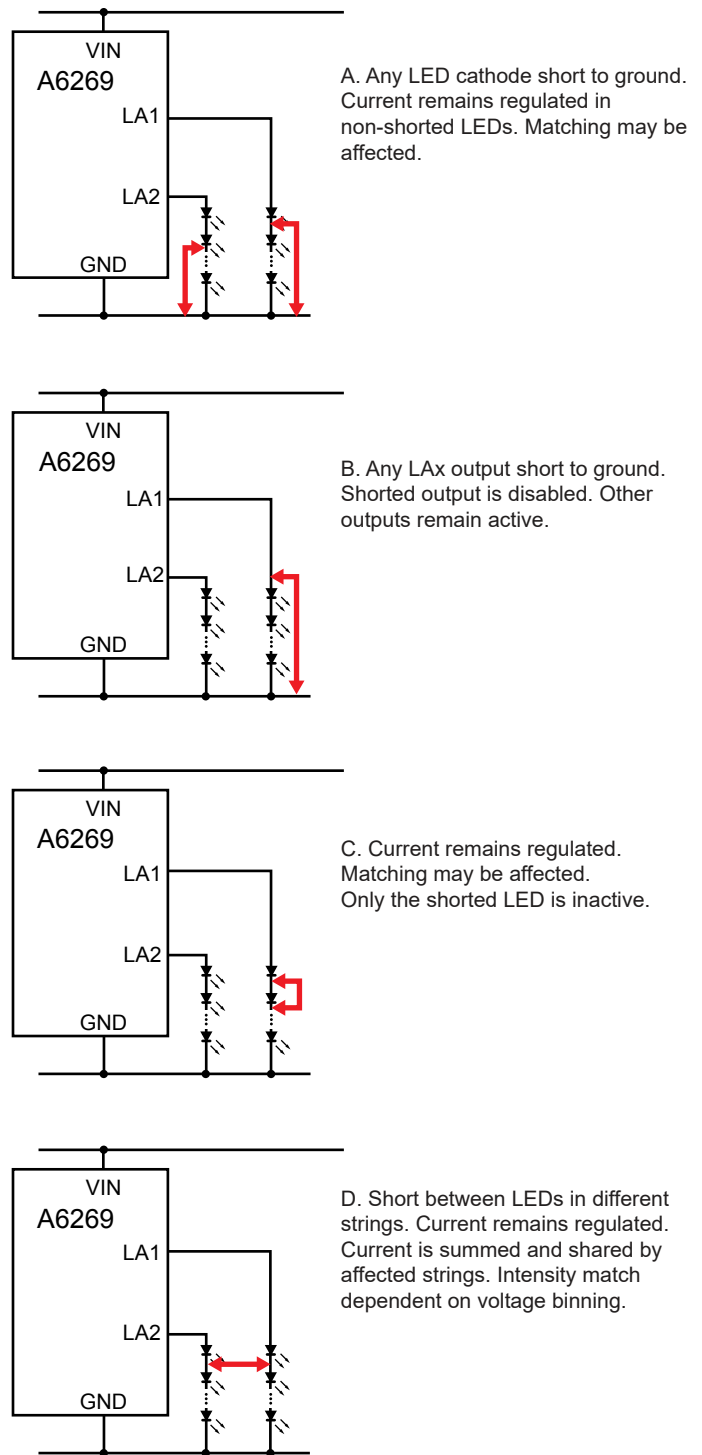 VIN
A6269
LA1
LA2
GND
A. Any LED cathode short to ground.
Current remains regulated in
non-shorted LEDs. Matching may be
affected.
VIN
A6269
LA1
LA2
GND
B. Any LAx output short to ground.
Shorted output is disabled. Other
outputs remain active.
VIN
A6269
LA1
LA2
GND
C. Current remains regulated.
Matching may be affected.
Only the shorted LED is inactive.
VIN
A6269
LA1
LA2
GND
D. Short between LEDs in different
strings. Current remains regulated.
Current is summed and shared by
affected strings. Intensity match
dependent on voltage binning.